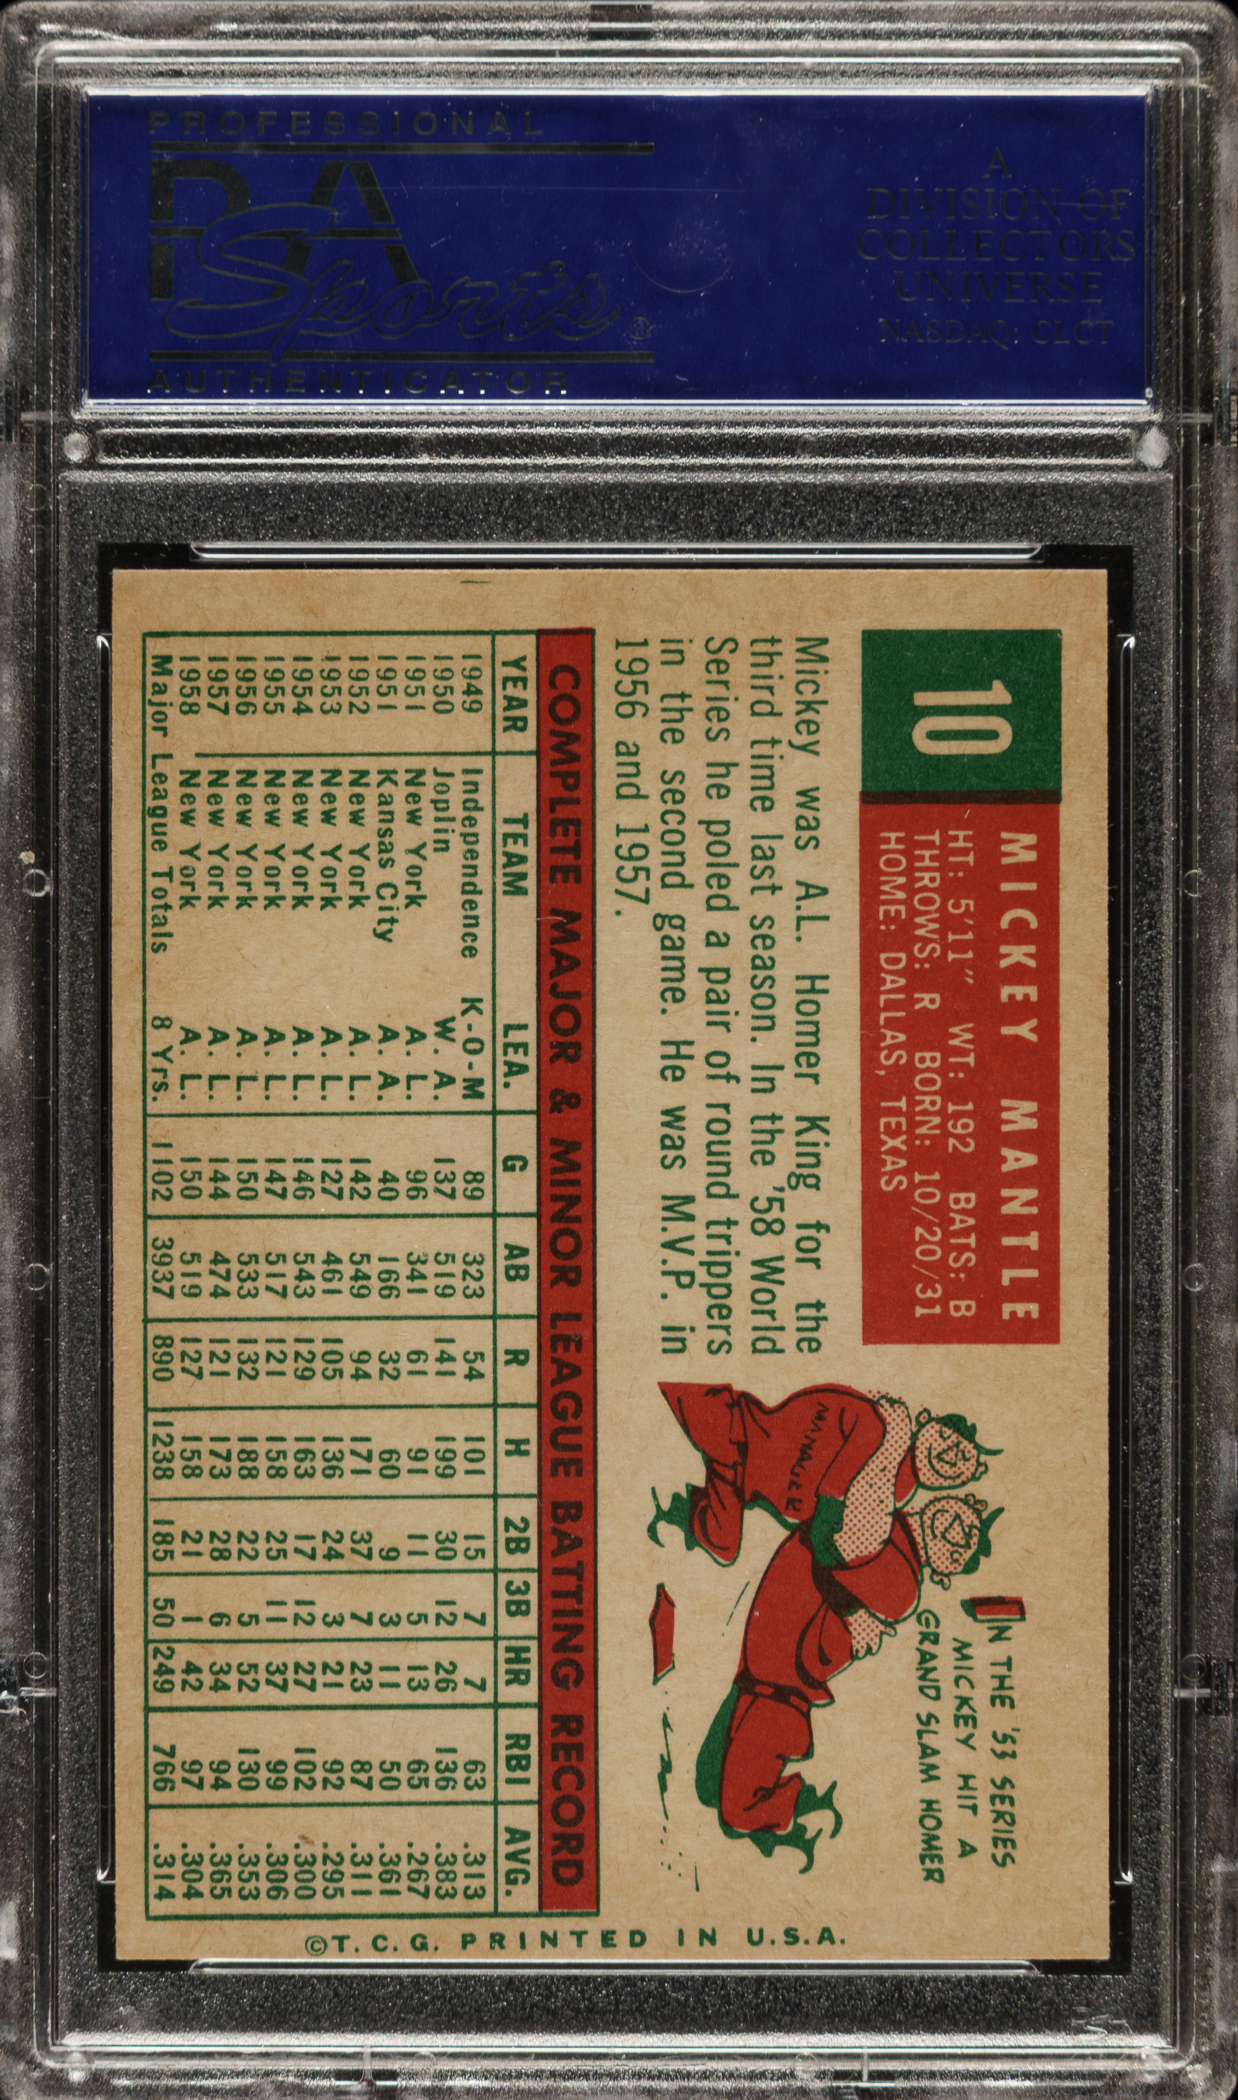 PROFESSIONAL
PSA
Sports®
AUTHENTICATOR
A
DIVISION OF
COLLECTORS
UNIVERSE
NASDAQ: CLCT
10
MICKEY MANTLE
HT: 5'11" WT: 192 BATS: B
THROWS: R BORN: 10/20/31
HOME: DALLAS, TEXAS
Mickey was A.L. Homer King for the
third time last season. In the '58 World
Series he poled a pair of round trippers
in the second game. He was M.V.P. in
1956 and 1957.
IN THE '53 SERIES
MICKEY HIT A
GRAND SLAM HOMER
MANAGER
COMPLETE MAJOR & MINOR LEAGUE BATTING RECORD
YEAR TEAM LEA. G AB R H 2B 3B HR RBI AVG.
1949 Independence K-O-M 89 323 54 101 15 7 7 63 .313
1950 Joplin W. A. 137 519 141 199 30 12 26 136 .383
1951 New York A. L. 96 341 61 91 11 5 13 65 .267
1951 Kansas City A. A. 40 166 32 60 9 3 11 50 .361
1952 New York A. L. 142 549 94 171 37 7 23 87 .311
1953 New York A. L. 127 461 105 136 24 3 21 92 .295
1954 New York A. L. 146 543 129 163 17 12 27 102 .300
1955 New York A. L. 147 517 121 158 25 11 37 99 .306
1956 New York A. L. 150 533 132 188 22 5 52 130 .353
1957 New York A. L. 144 474 121 173 28 6 34 94 .365
1958 New York A. L. 150 519 127 158 21 1 42 97 .304
Major League Totals 8 Yrs. 1102 3937 890 1238 185 50 249 766 .314
©T. C. G. PRINTED IN U.S.A.